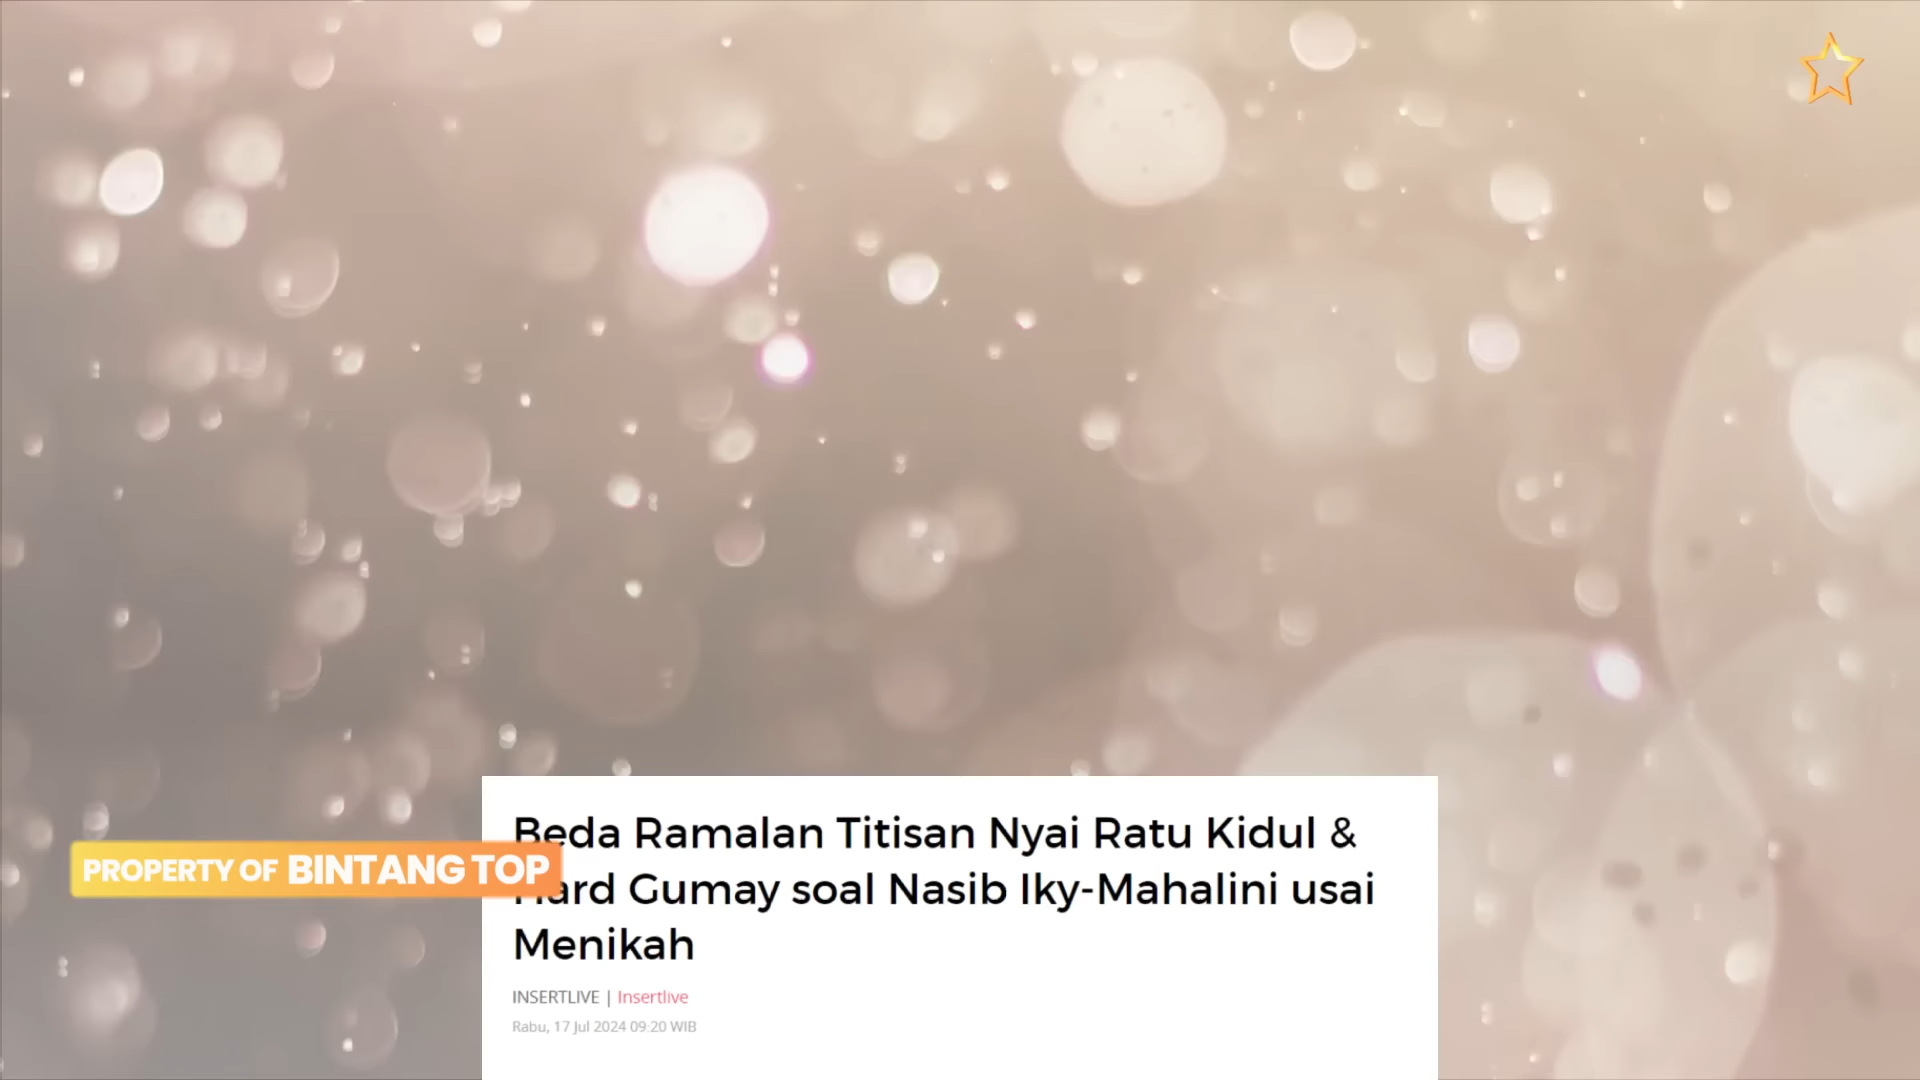 Beda Ramalan Titisan Nyai Ratu Kidul &
Hard Gumay soal Nasib Iky-Mahalini usai
Menikah
INSERTLIVE | Insertlive
Rabu, 17 Jul 2024 09:20 WIB
PROPERTY OF BINTANG TOP